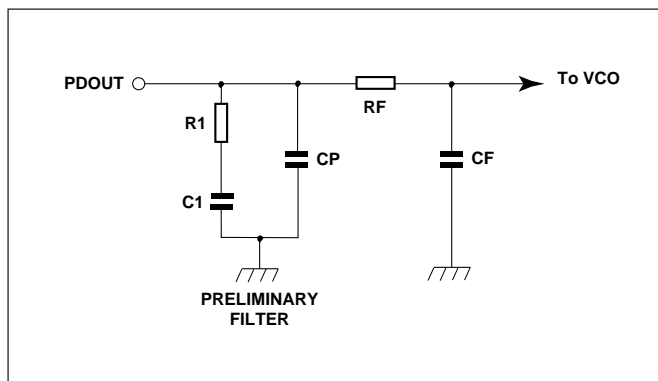 PDOUT
To VCO
R1
RF
CP
CF
C1
PRELIMINARY
FILTER